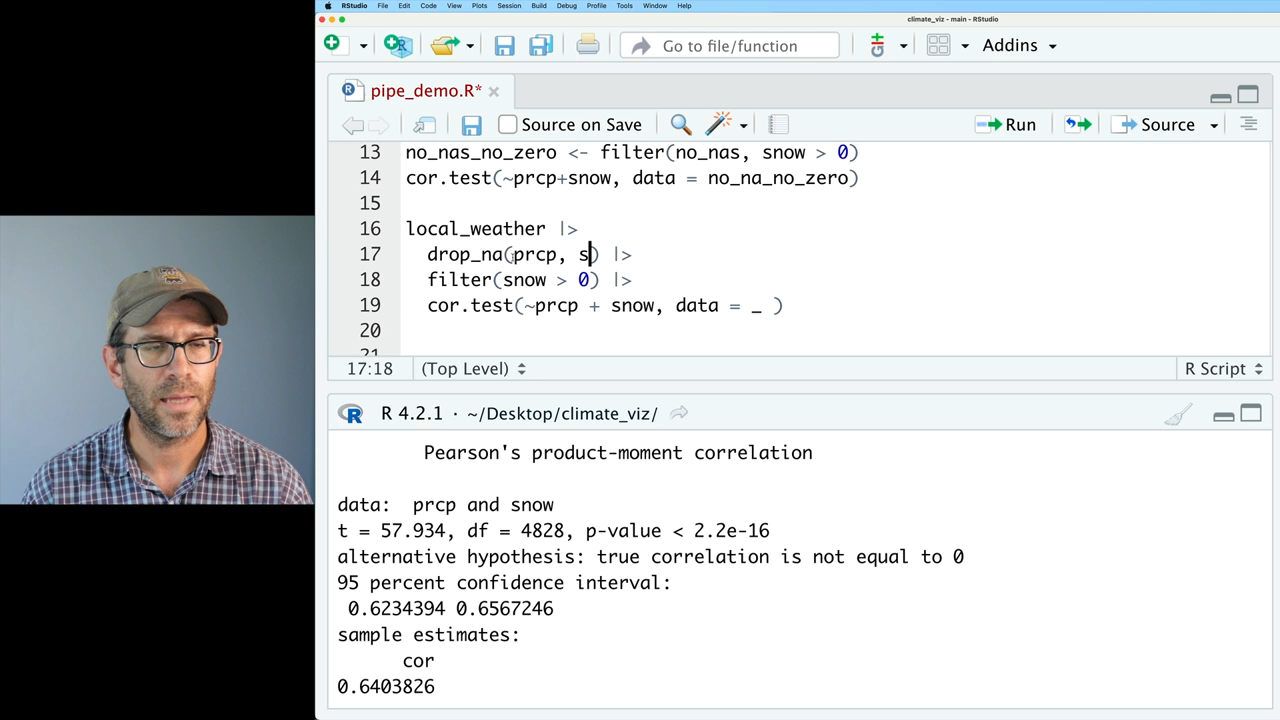 RStudio File Edit Code View Plots Session Build Debug Profile Tools Window Help
climate_viz - main - RStudio
Go to file/function
Addins
pipe_demo.R*
Source on Save
Run
Source
13 no_nas_no_zero <- filter(no_nas, snow > 0)
14 cor.test(~prcp+snow, data = no_na_no_zero)
15
16 local_weather |>
17 drop_na(prcp, s) |>
18 filter(snow > 0) |>
19 cor.test(~prcp + snow, data = _ )
20
21
17:18 (Top Level) R Script
R 4.2.1 · ~/Desktop/climate_viz/
Pearson's product-moment correlation
data: prcp and snow
t = 57.934, df = 4828, p-value < 2.2e-16
alternative hypothesis: true correlation is not equal to 0
95 percent confidence interval:
0.6234394 0.6567246
sample estimates:
cor
0.6403826